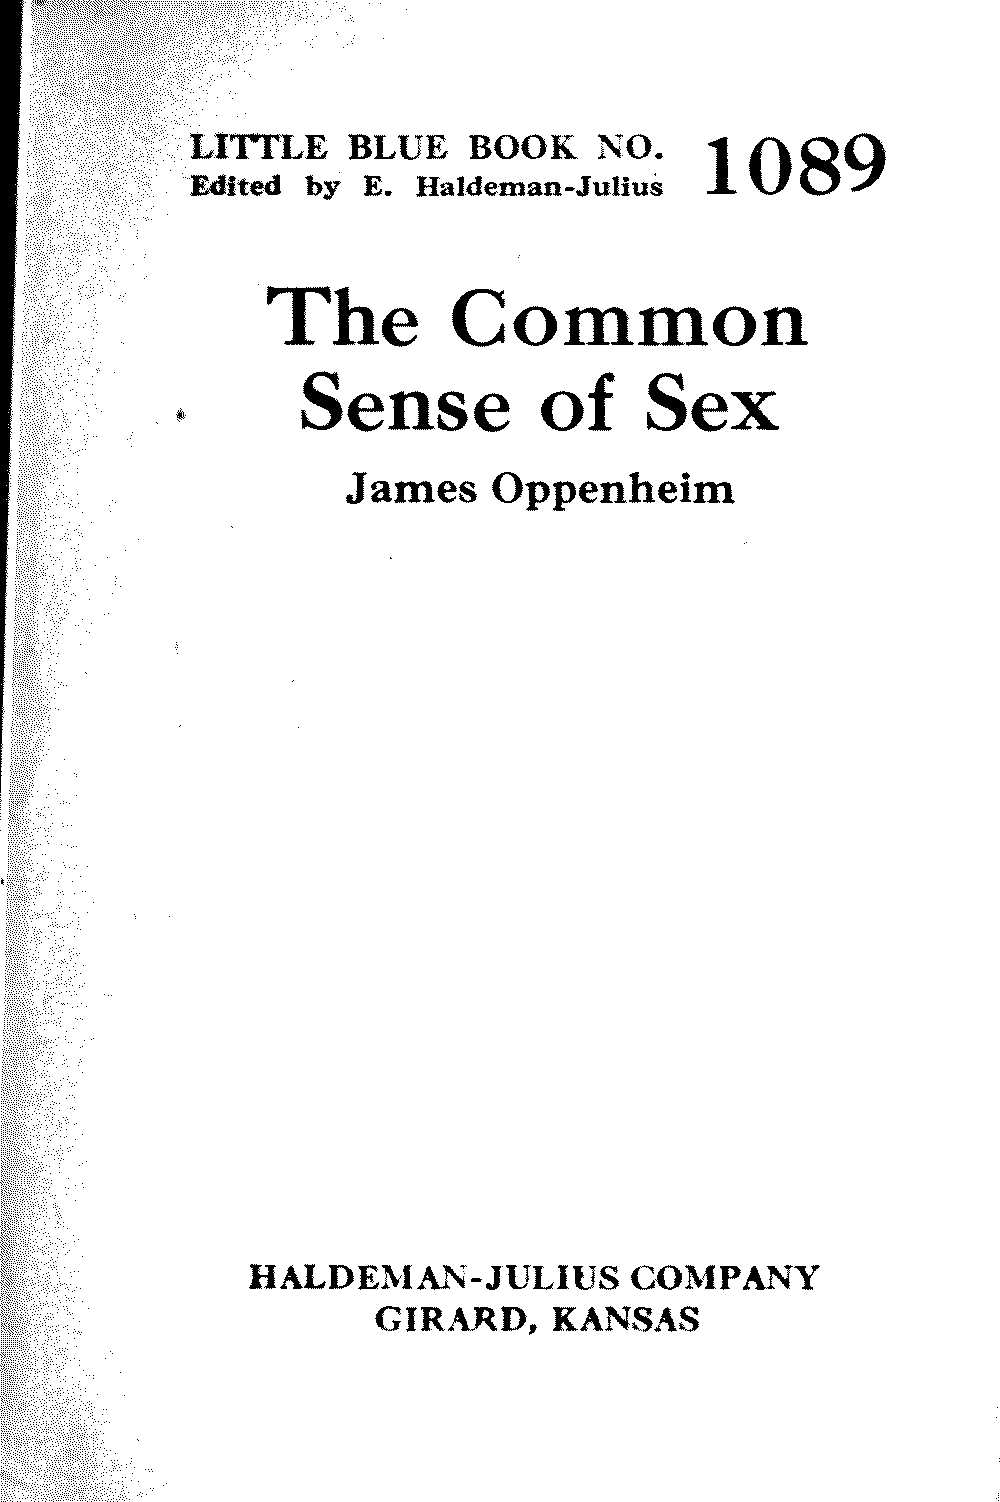 LITTLE BLUE BOOK NO. 1089
Edited by E. Haldeman-Julius
The Common
Sense of Sex
James Oppenheim
HALDEMAN-JULIUS COMPANY
GIRARD, KANSAS